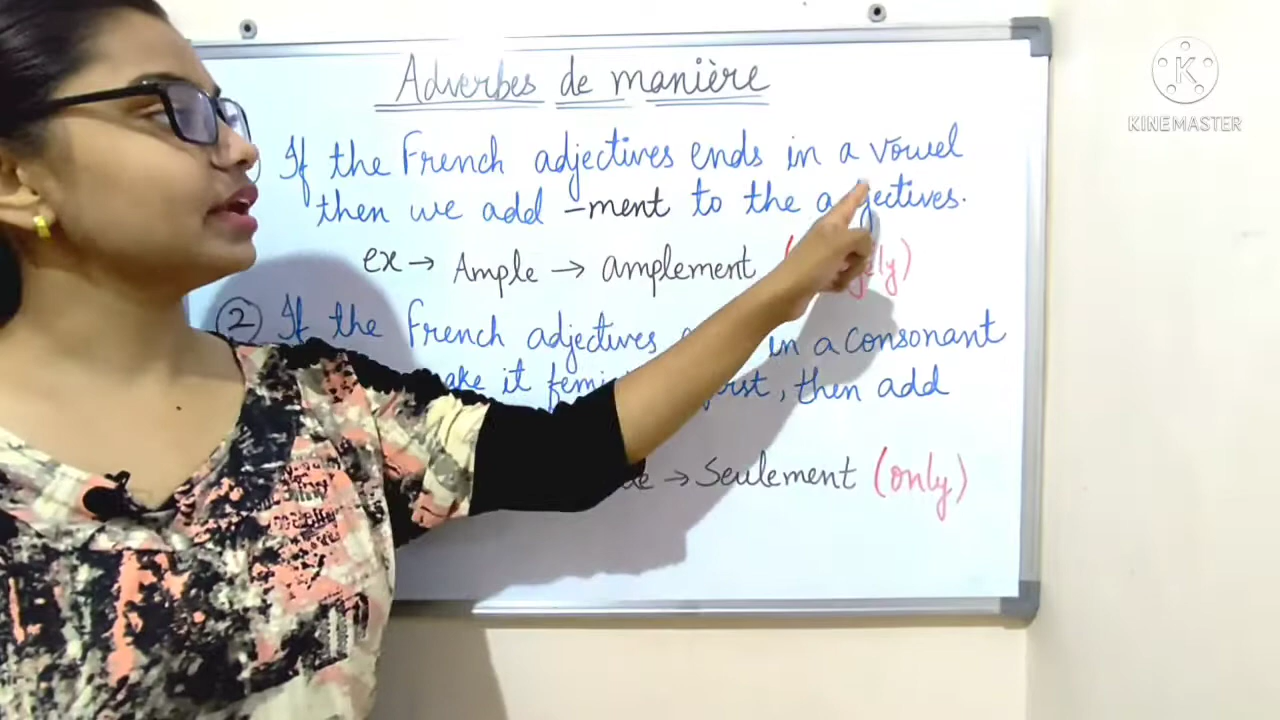 Adverbes de manière
If the French adjectives ends in a vowel
then we add -ment to the adjectives.
ex → Ample → amplement
② If the French adjectives in a consonant
it first, then add
→ Seulement (only)
KINEMASTER